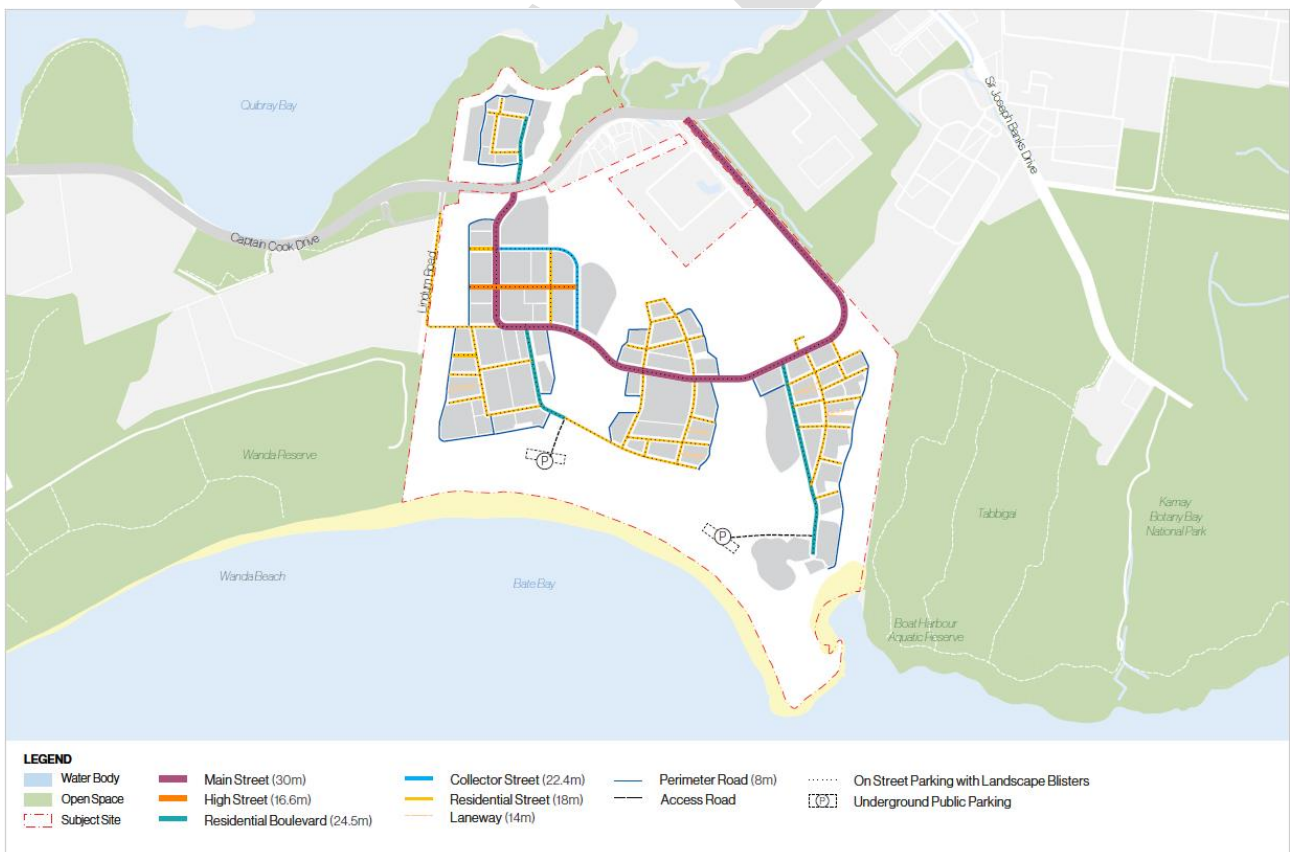 Quibray Bay
Sir Joseph Banks Drive
Captain Cook Drive
Lindum Road
Wanda Reserve
Tabbigai
Kamay
Botany Bay
National Park
P
P
Wanda Beach
Bate Bay
Boat Harbour
Aquatic Reserve
LEGEND
Water Body
Open Space
Subject Site
Main Street (30m)
High Street (16.6m)
Residential Boulevard (24.5m)
Collector Street (22.4m)
Residential Street (18m)
Laneway (14m)
Perimeter Road (8m)
Access Road
On Street Parking with Landscape Blisters
P
Underground Public Parking